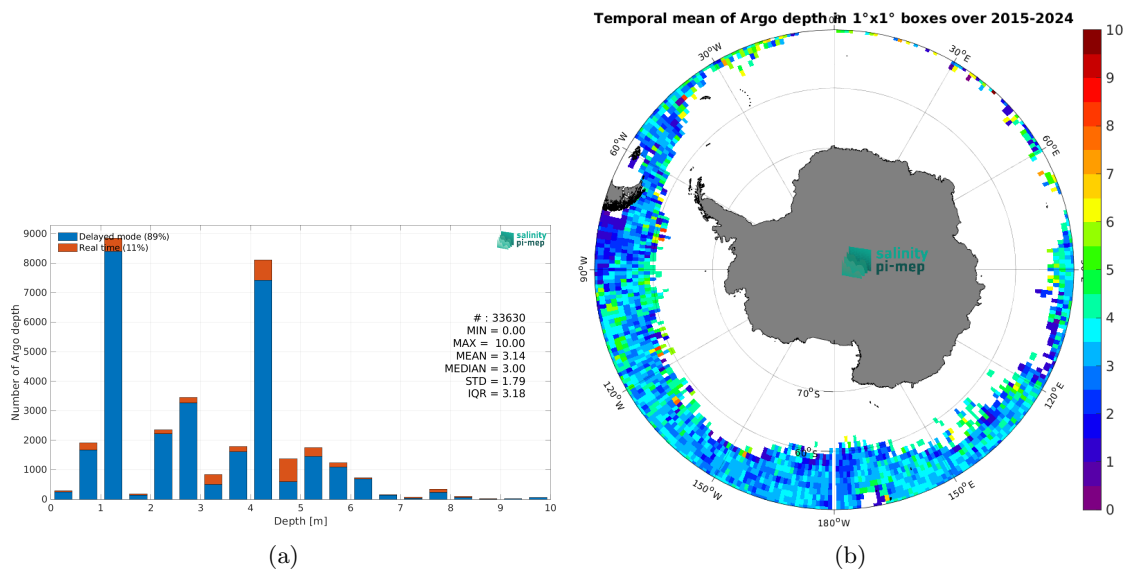 Temporal mean of Argo depth in 1°x1° boxes over 2015-2024
Delayed mode (89%)
Real time (11%)
salinity
pi-mep
# : 33630
MIN = 0.00
MAX = 10.00
MEAN = 3.14
MEDIAN = 3.00
STD = 1.79
IQR = 3.18
Number of Argo depth
9000
8000
7000
6000
5000
4000
3000
2000
1000
0
0 1 2 3 4 5 6 7 8 9 10
Depth [m]
(a)
30°W
30°E
60°W
60°E
90°W
120°W
120°E
150°W
150°E
180°W
70°S
60°S
salinity
pi-mep
10
9
8
7
6
5
4
3
2
1
0
(b)